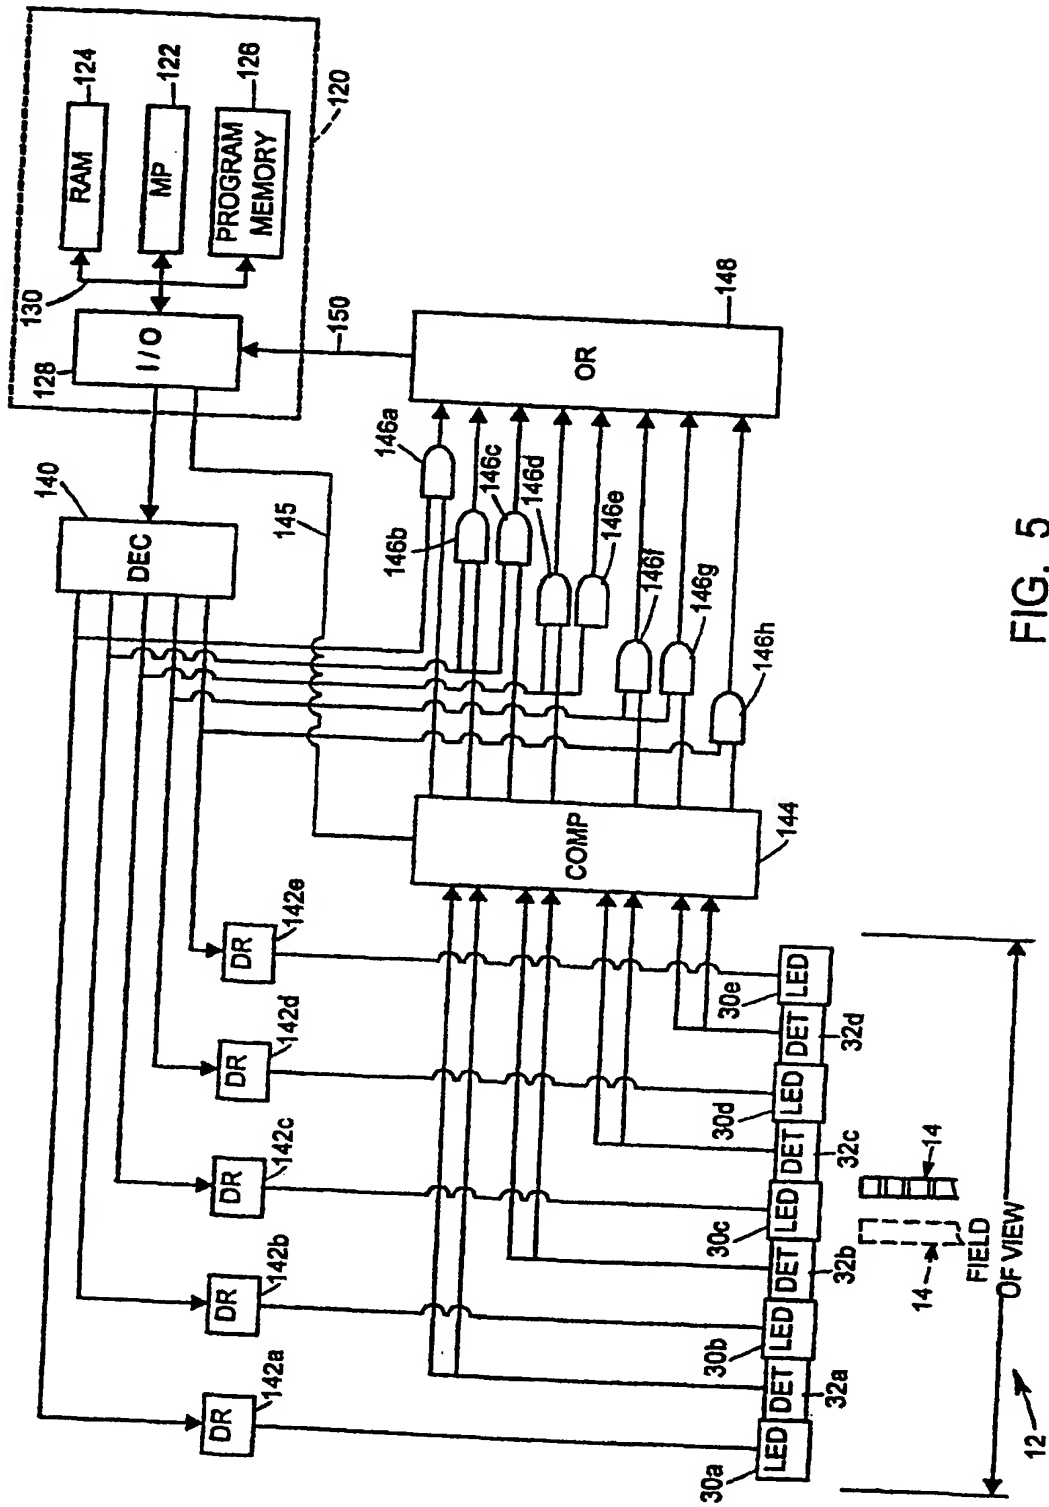 124
RAM
122
MP
126
PROGRAM
MEMORY
120
130
128
I/O
150
140
DEC
145
148
OR
146a
146b
146c
146d
146e
146f
146g
146h
COMP
144
DR
142a
DR
142b
DR
142c
DR
142d
DR
142e
30a
LED
DET
32a
30b
LED
DET
32b
30c
LED
DET
32c
30d
LED
DET
32d
30e
LED
14
14
FIELD
OF VIEW
12
FIG. 5